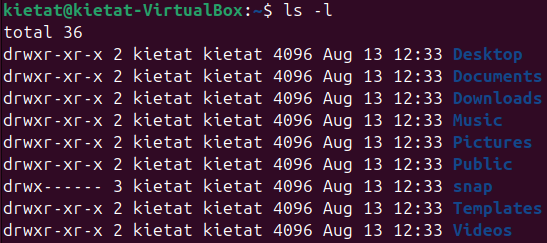 kietat@kietat-VirtualBox:~$ ls -l
total 36
drwxr-xr-x 2 kietat kietat 4096 Aug 13 12:33 Desktop
drwxr-xr-x 2 kietat kietat 4096 Aug 13 12:33 Documents
drwxr-xr-x 2 kietat kietat 4096 Aug 13 12:33 Downloads
drwxr-xr-x 2 kietat kietat 4096 Aug 13 12:33 Music
drwxr-xr-x 2 kietat kietat 4096 Aug 13 12:33 Pictures
drwxr-xr-x 2 kietat kietat 4096 Aug 13 12:33 Public
drwx------ 3 kietat kietat 4096 Aug 13 12:33 snap
drwxr-xr-x 2 kietat kietat 4096 Aug 13 12:33 Templates
drwxr-xr-x 2 kietat kietat 4096 Aug 13 12:33 Videos